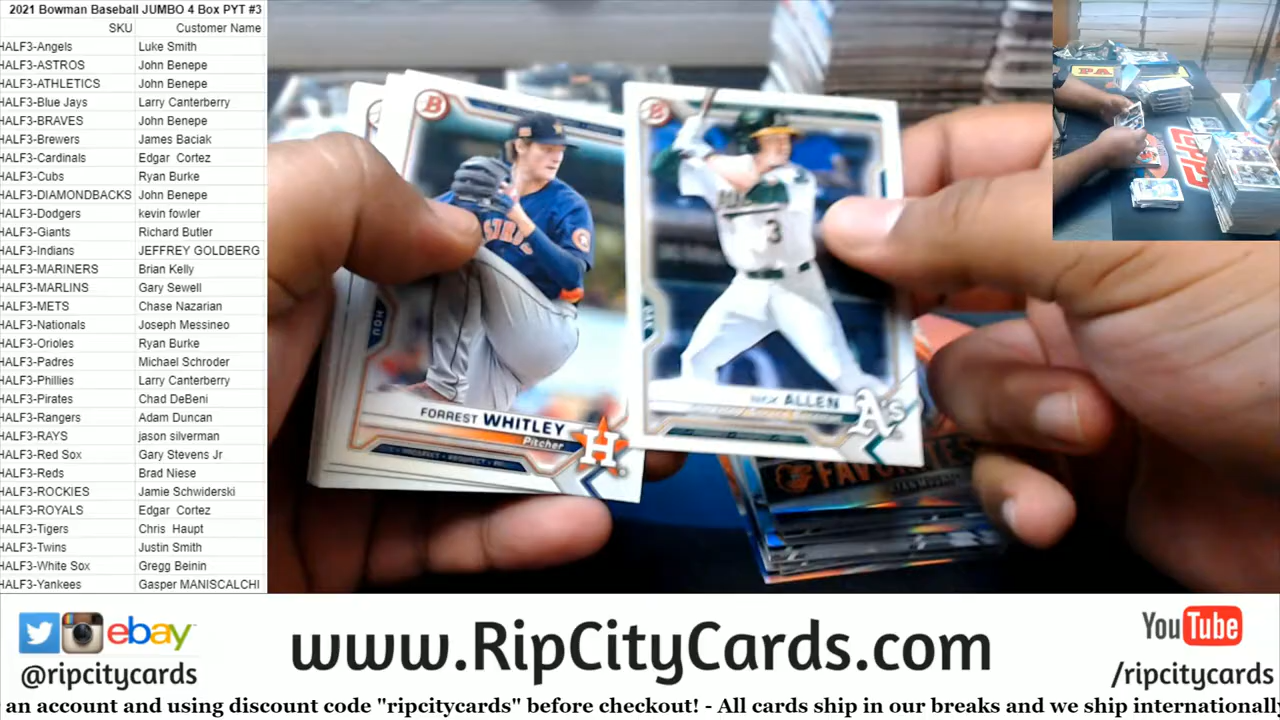 2021 Bowman Baseball JUMBO 4 Box PYT #3
SKU Customer Name
HALF3-Angels Luke Smith
HALF3-ASTROS John Benepe
HALF3-ATHLETICS John Benepe
HALF3-Blue Jays Larry Canterberry
HALF3-BRAVES John Benepe
HALF3-Brewers James Baciak
HALF3-Cardinals Edgar Cortez
HALF3-Cubs Ryan Burke
HALF3-DIAMONDBACKS John Benepe
HALF3-Dodgers kevin fowler
HALF3-Giants Richard Butler
HALF3-Indians JEFFREY GOLDBERG
HALF3-MARINERS Brian Kelly
HALF3-MARLINS Gary Sewell
HALF3-METS Chase Nazarian
HALF3-Nationals Joseph Messineo
HALF3-Orioles Ryan Burke
HALF3-Padres Michael Schroder
HALF3-Phillies Larry Canterberry
HALF3-Pirates Chad DeBeni
HALF3-Rangers Adam Duncan
HALF3-RAYS jason silverman
HALF3-Red Sox Gary Stevens Jr
HALF3-Reds Brad Niese
HALF3-ROCKIES Jamie Schwiderski
HALF3-ROYALS Edgar Cortez
HALF3-Tigers Chris Haupt
HALF3-Twins Justin Smith
HALF3-White Sox Gregg Beinin
HALF3-Yankees Gasper MANISCALCHI
B
HOU
FORREST WHITLEY
Pitcher
H
B
3
ALLEN
A's
ebay
@ripcitycards
www.RipCityCards.com
YouTube
/ripcitycards
an account and using discount code "ripcitycards" before checkout! - All cards ship in our breaks and we ship internationally